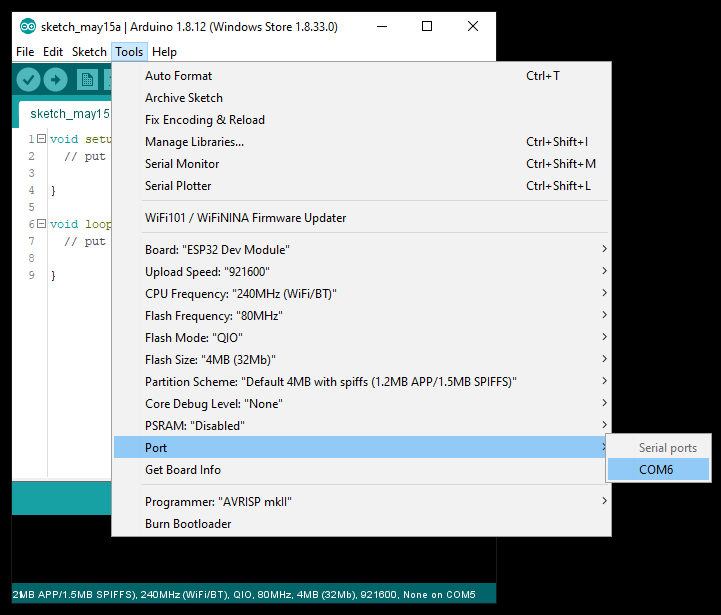 sketch_may15a | Arduino 1.8.12 (Windows Store 1.8.33.0)
File Edit Sketch Tools Help
sketch_may15
1 void setu
2 // put
3
4 }
5
6 void loop
7 // put
8
9 }
Auto Format Ctrl+T
Archive Sketch
Fix Encoding & Reload
Manage Libraries... Ctrl+Shift+I
Serial Monitor Ctrl+Shift+M
Serial Plotter Ctrl+Shift+L
WiFi101 / WiFiNINA Firmware Updater
Board: "ESP32 Dev Module"
Upload Speed: "921600"
CPU Frequency: "240MHz (WiFi/BT)"
Flash Frequency: "80MHz"
Flash Mode: "QIO"
Flash Size: "4MB (32Mb)"
Partition Scheme: "Default 4MB with spiffs (1.2MB APP/1.5MB SPIFFS)"
Core Debug Level: "None"
PSRAM: "Disabled"
Port
Serial ports
COM6
Get Board Info
Programmer: "AVRISP mkII"
Burn Bootloader
2MB APP/1.5MB SPIFFS), 240MHz (WiFi/BT), QIO, 80MHz, 4MB (32Mb), 921600, None on COM5